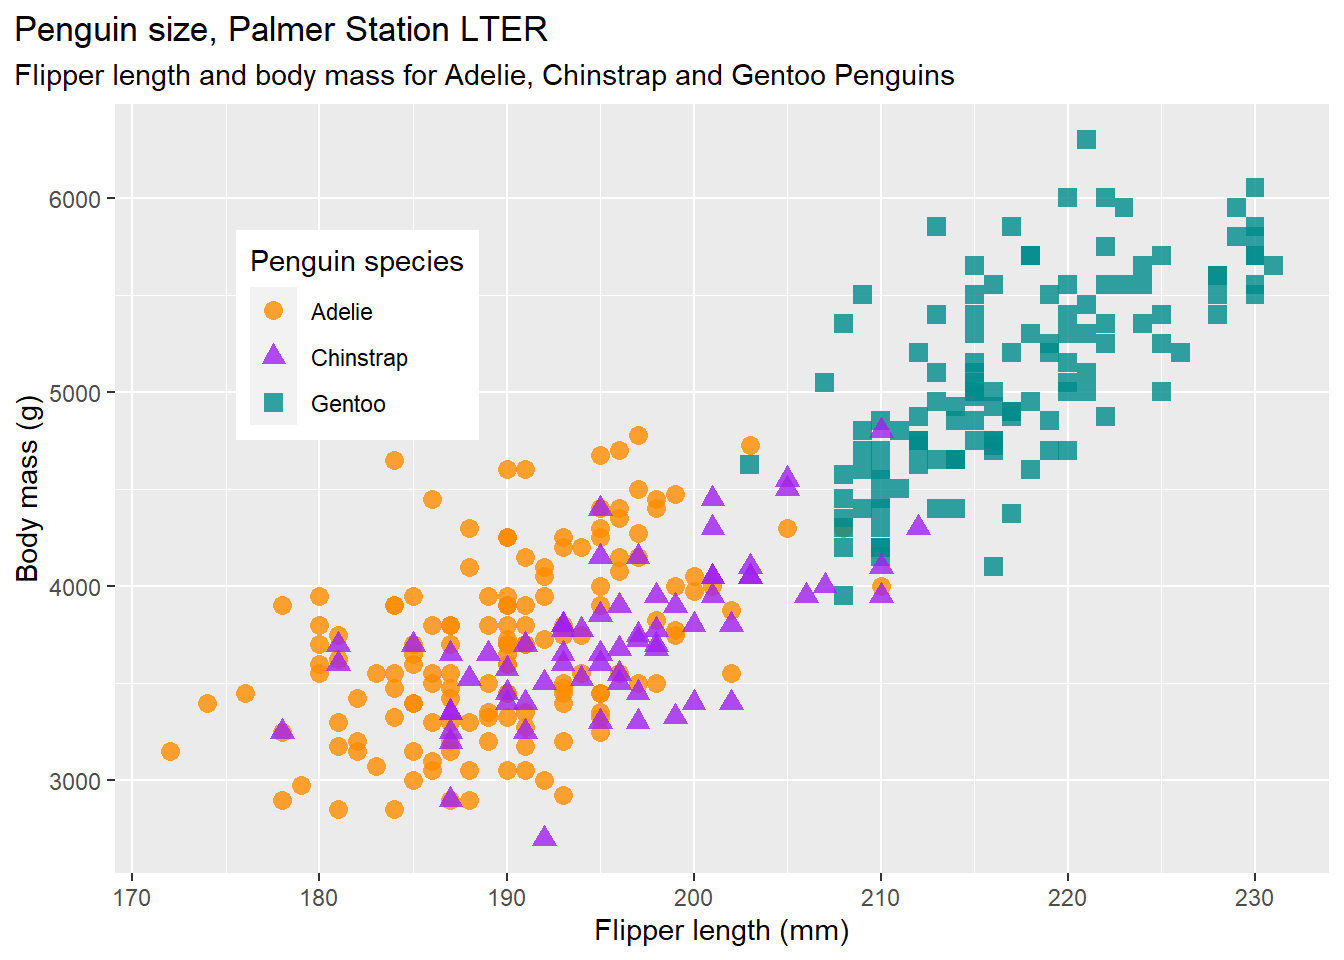 Penguin size, Palmer Station LTER
Flipper length and body mass for Adelie, Chinstrap and Gentoo Penguins
6000
5000
4000
3000
Body mass (g)
Penguin species
Adelie
Chinstrap
Gentoo
170 180 190 200 210 220 230
Flipper length (mm)